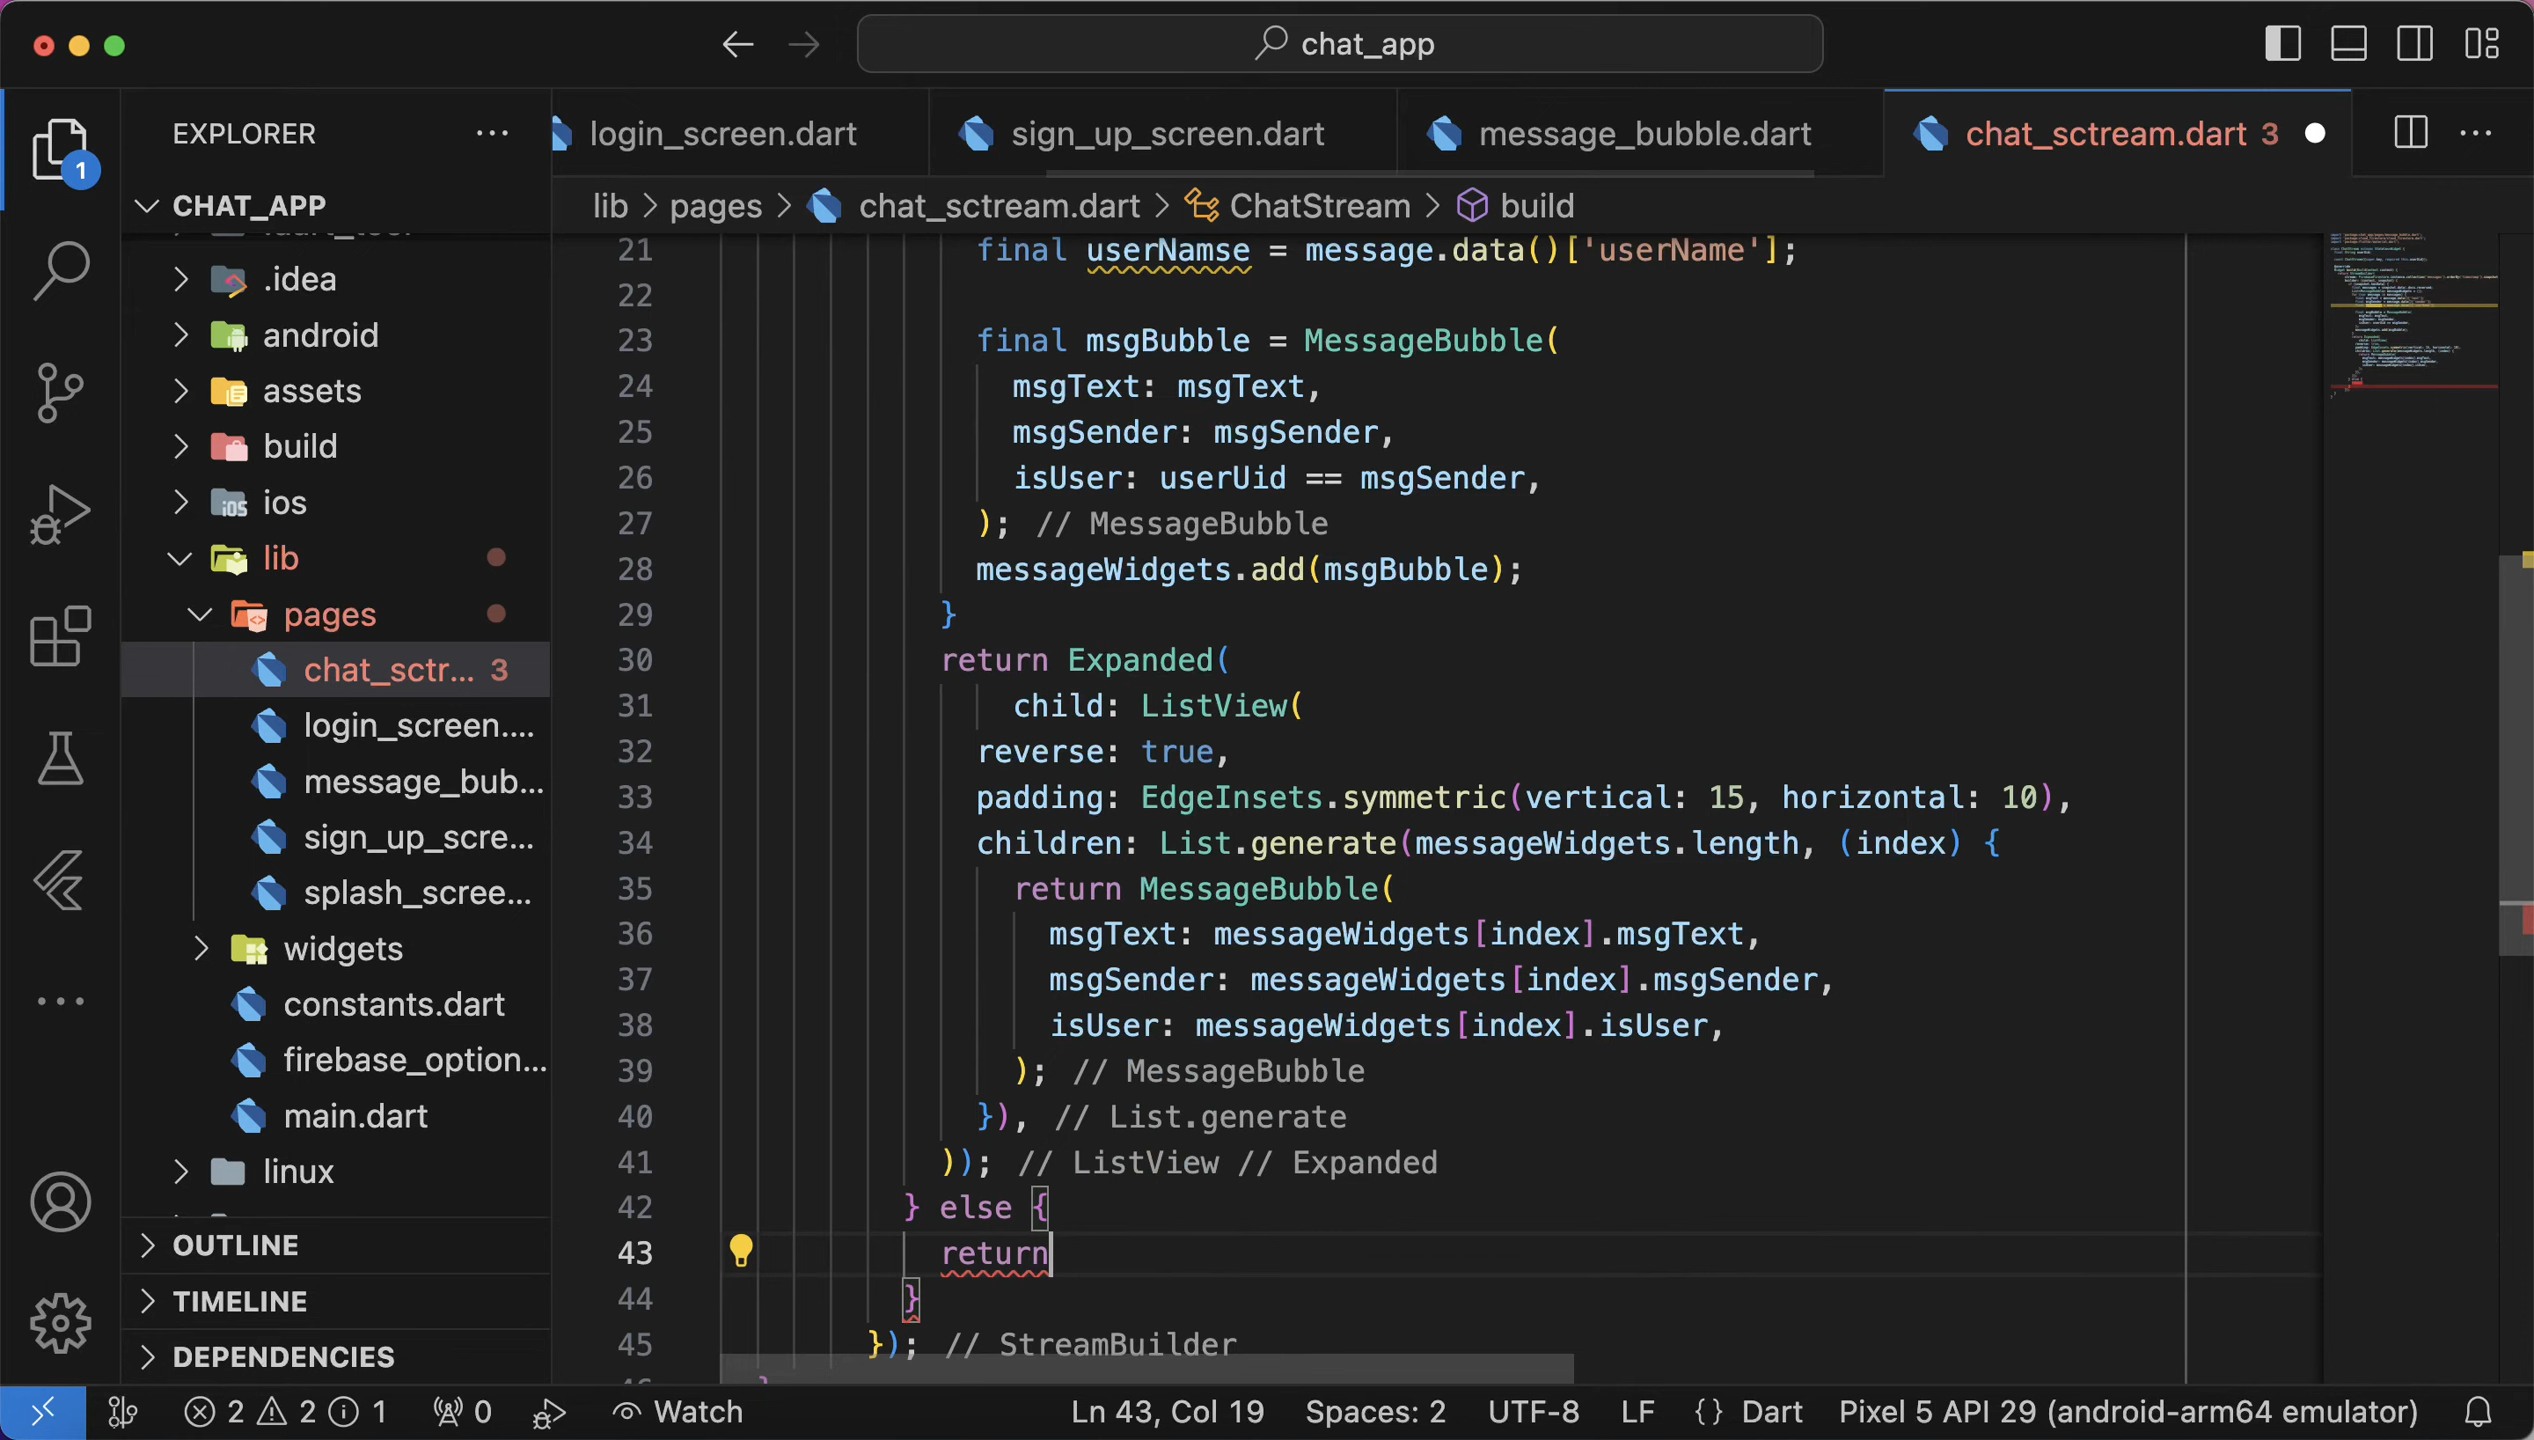 chat_app
1
EXPLORER
CHAT_APP
.idea
android
assets
build
ios
lib
pages
chat_sctr... 3
login_screen....
message_bub...
sign_up_scre...
splash_scree...
widgets
constants.dart
firebase_option...
main.dart
linux
OUTLINE
TIMELINE
DEPENDENCIES
login_screen.dart
sign_up_screen.dart
message_bubble.dart
chat_sctream.dart 3
lib > pages > chat_sctream.dart > ChatStream > build
21 final userNamse = message.data()['userName'];
22
23 final msgBubble = MessageBubble(
24 msgText: msgText,
25 msgSender: msgSender,
26 isUser: userUid == msgSender,
27 ); // MessageBubble
28 messageWidgets.add(msgBubble);
29 }
30 return Expanded(
31 child: ListView(
32 reverse: true,
33 padding: EdgeInsets.symmetric(vertical: 15, horizontal: 10),
34 children: List.generate(messageWidgets.length, (index) {
35 return MessageBubble(
36 msgText: messageWidgets[index].msgText,
37 msgSender: messageWidgets[index].msgSender,
38 isUser: messageWidgets[index].isUser,
39 ); // MessageBubble
40 }), // List.generate
41 )); // ListView // Expanded
42 } else {
43 return
44 }
45 }); // StreamBuilder
2 2 1 0 Watch Ln 43, Col 19 Spaces: 2 UTF-8 LF {} Dart Pixel 5 API 29 (android-arm64 emulator)